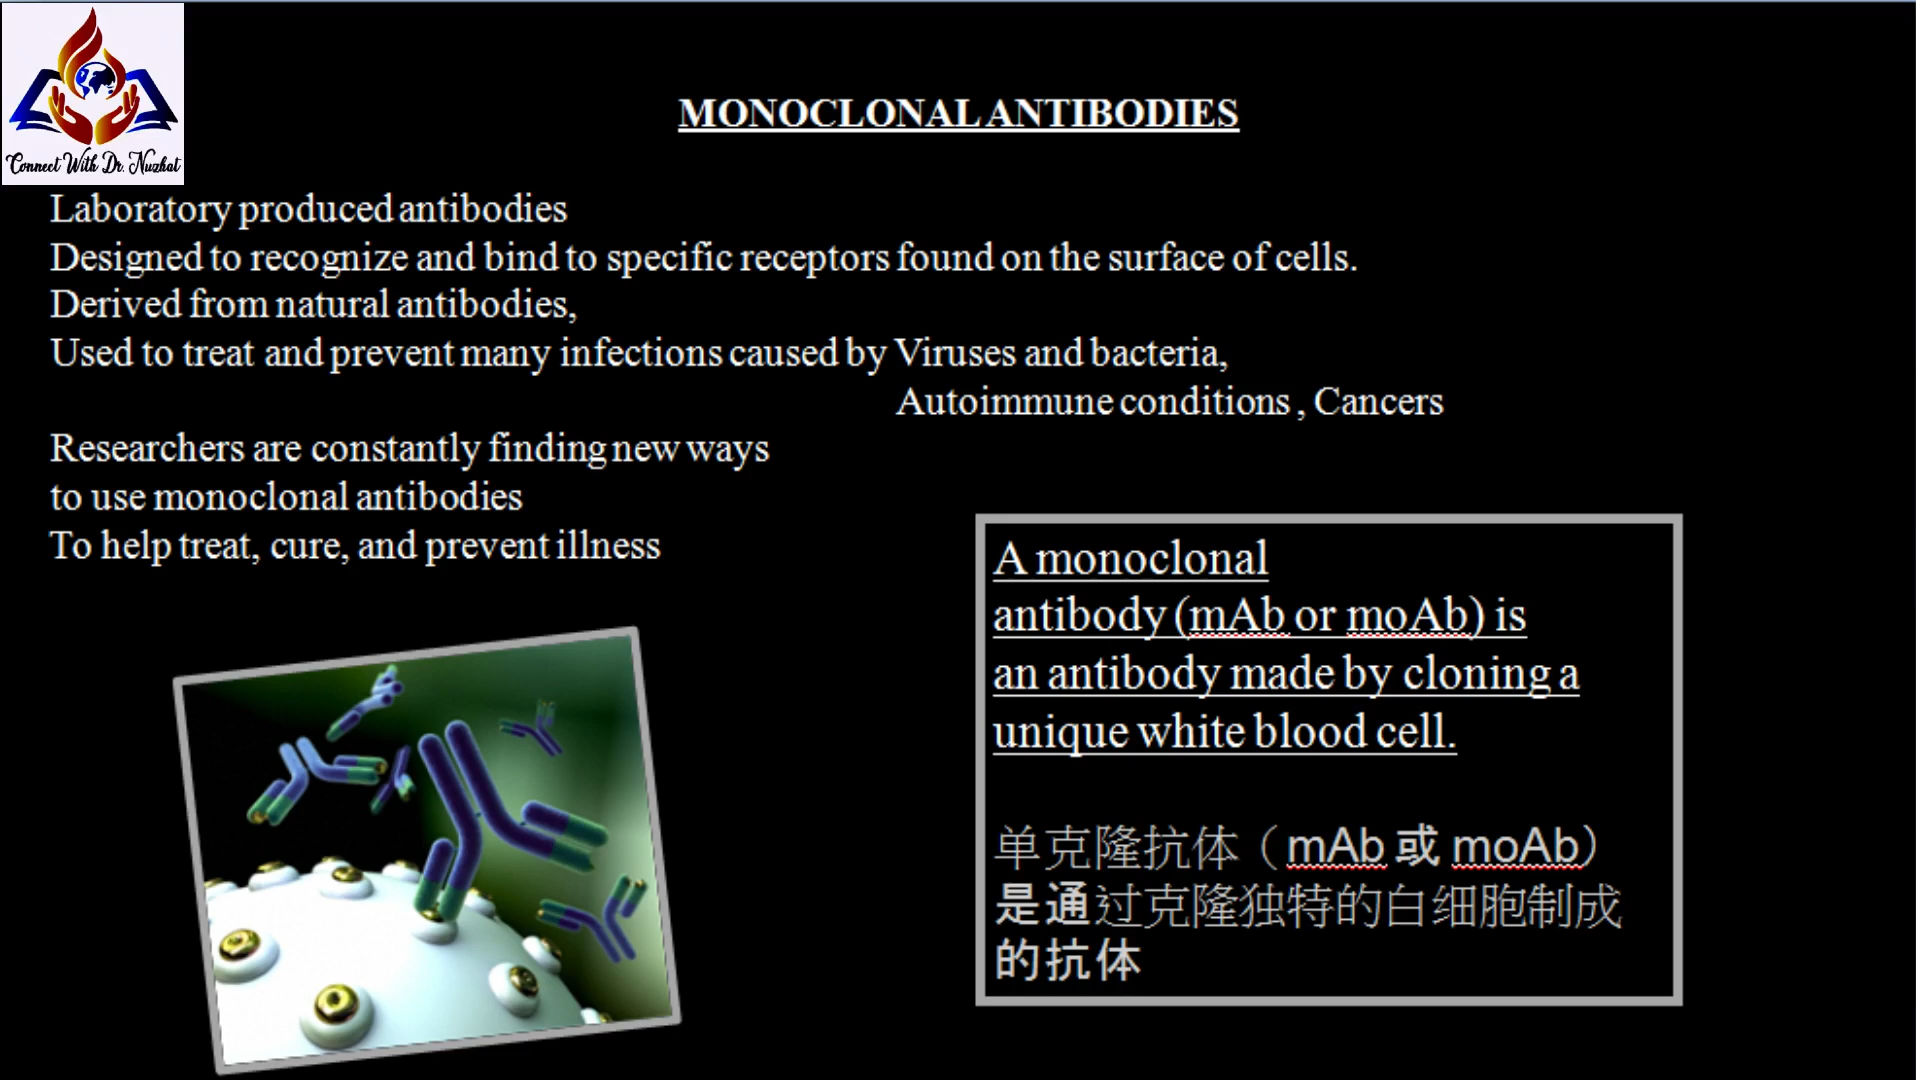 Connect With Dr. Nuzhat
MONOCLONAL ANTIBODIES
Laboratory produced antibodies
Designed to recognize and bind to specific receptors found on the surface of cells.
Derived from natural antibodies,
Used to treat and prevent many infections caused by Viruses and bacteria,
Autoimmune conditions , Cancers
Researchers are constantly finding new ways
to use monoclonal antibodies
To help treat, cure, and prevent illness
A monoclonal
antibody (mAb or moAb) is
an antibody made by cloning a
unique white blood cell.
单克隆抗体（mAb 或 moAb）
是通过克隆独特的白细胞制成
的抗体